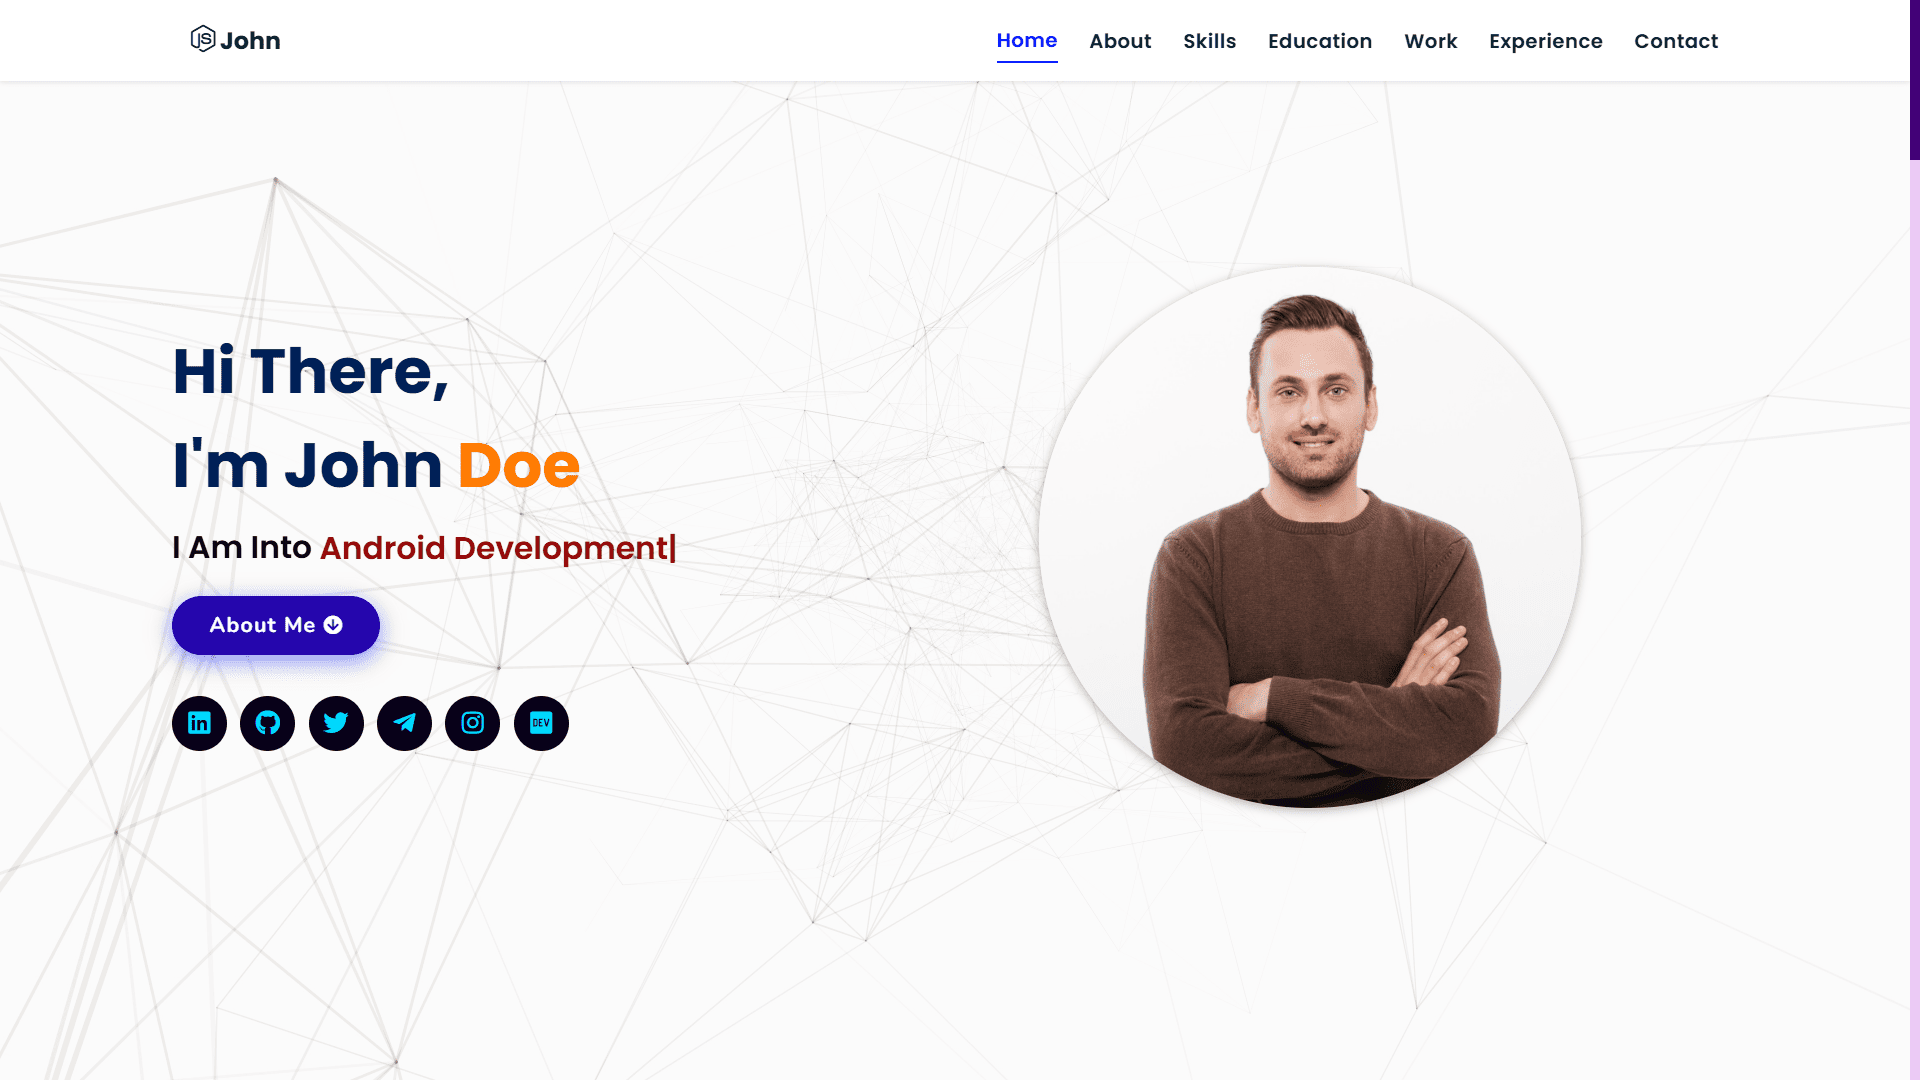 JS John
Home About Skills Education Work Experience Contact
Hi There,
I'm John Doe
I Am Into Android Development|
About Me
in
DEV